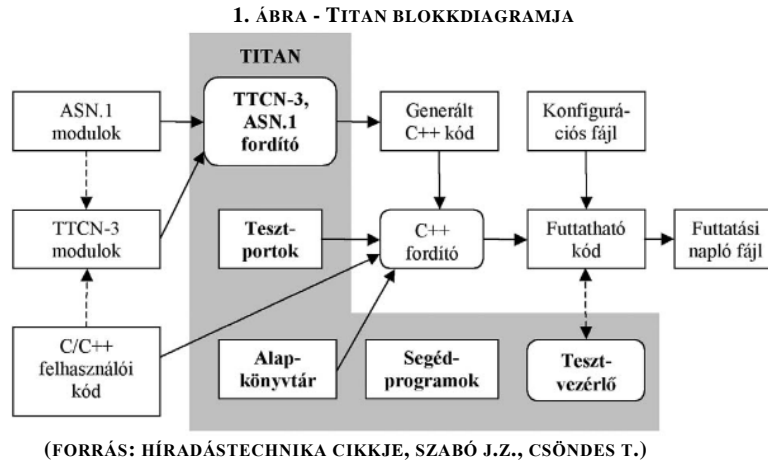 1. ÁBRA - TITAN BLOKKDIAGRAMJA
TITAN
ASN.1
modulok
TTCN-3,
ASN.1
fordító
Generált
C++ kód
Konfigurá-
ciós fájl
TTCN-3
modulok
Teszt-
portok
C++
fordító
Futtatható
kód
Futtatási
napló fájl
C/C++
felhasználói
kód
Alap-
könyvtár
Segéd-
programok
Teszt-
vezérlő
(FORRÁS: HÍRADÁSTECHNIKA CIKKJE, SZABÓ J.Z., CSÖNDES T.)